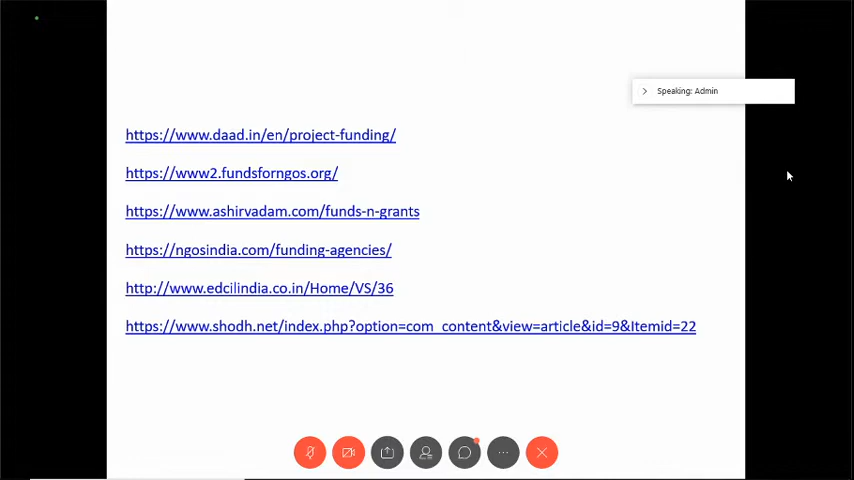 Speaking: Admin
https://www.daad.in/en/project-funding/
https://www2.fundsforngos.org/
https://www.ashirvadam.com/funds-n-grants
https://ngosindia.com/funding-agencies/
http://www.edcilindia.co.in/Home/VS/36
https://www.shodh.net/index.php?option=com_content&view=article&id=9&Itemid=22